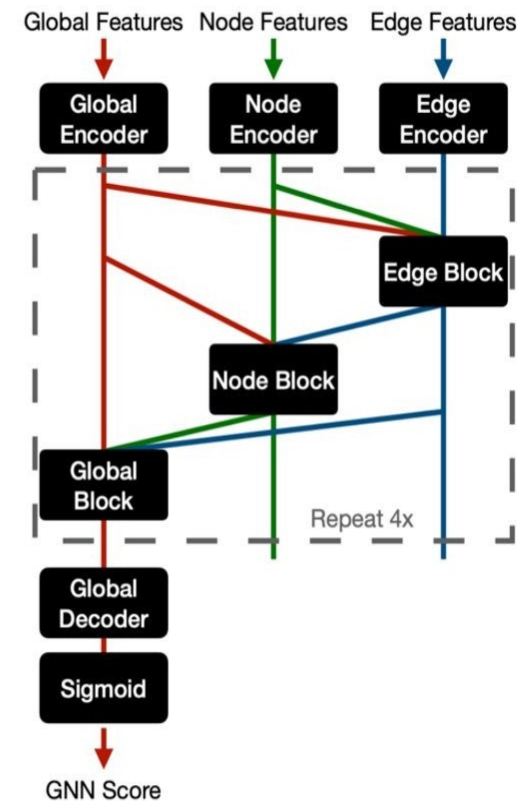 Global Features Node Features Edge Features
Global
Encoder
Node
Encoder
Edge
Encoder
Edge Block
Node Block
Global
Block
Repeat 4x
Global
Decoder
Sigmoid
GNN Score